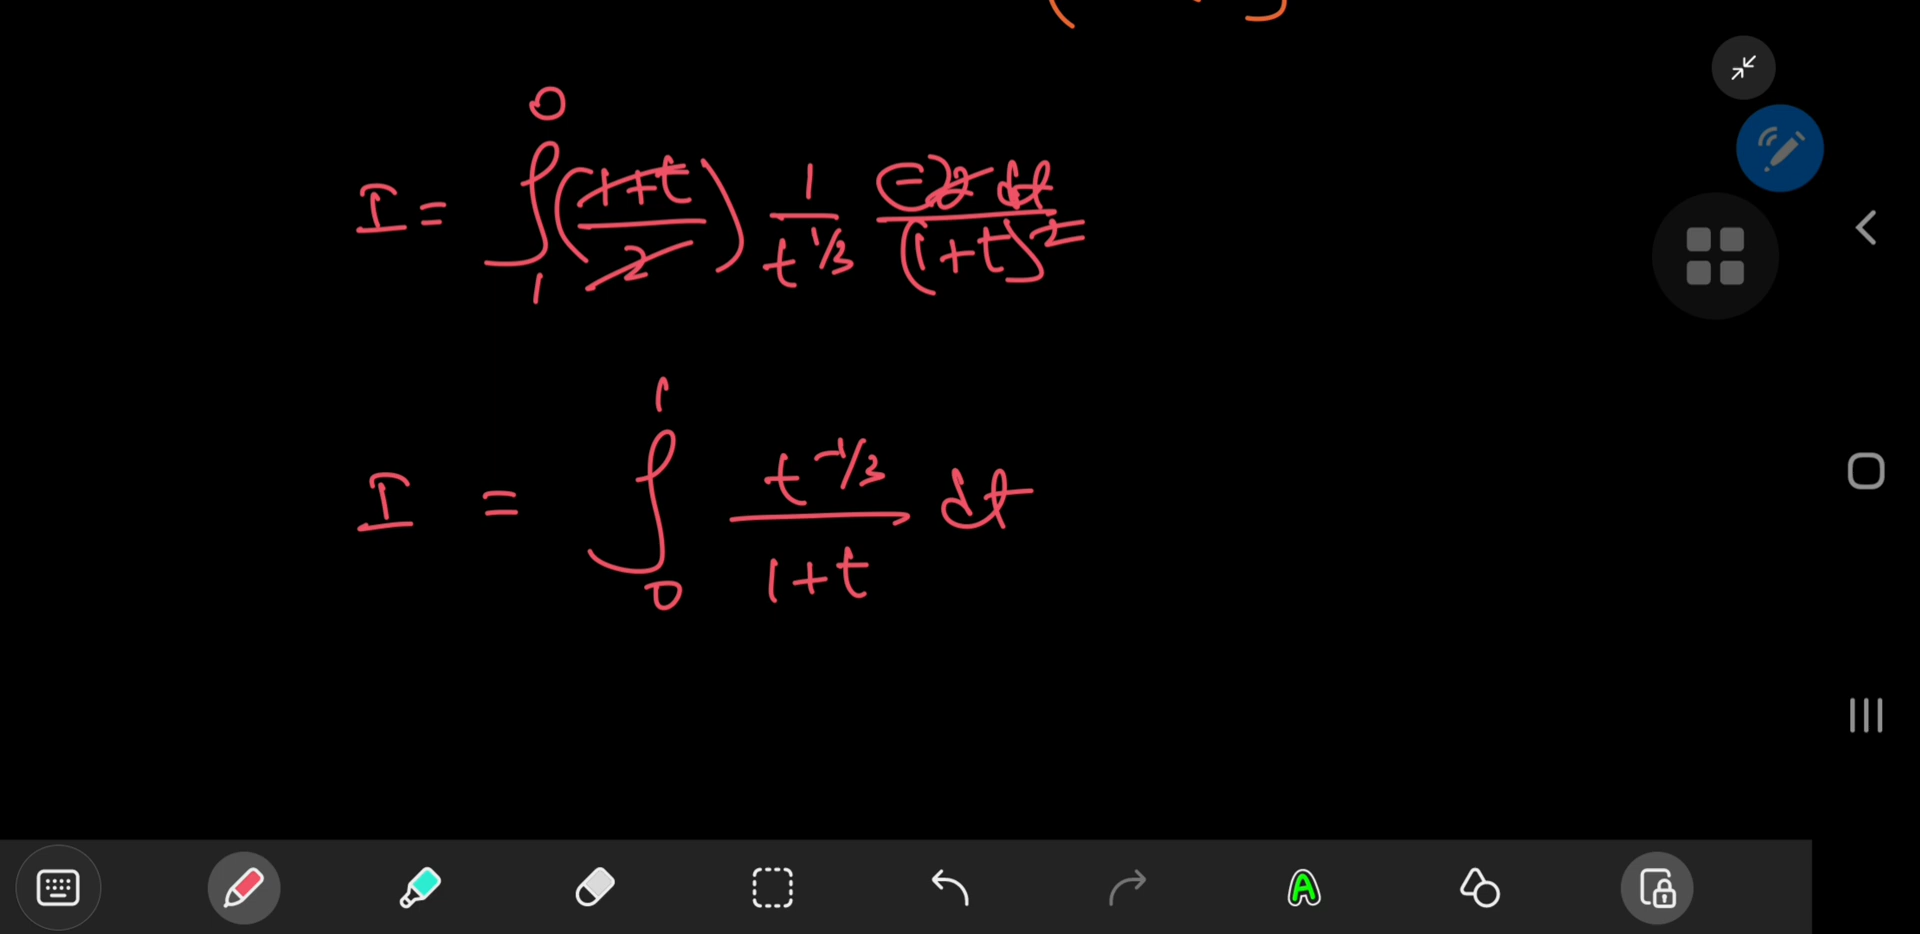 I = ∫₁⁰ ((1+t)/2) 1/t^(1/3) (-2 dt)/(1+t)^2
I = ∫₀¹ t^(-1/3)/(1+t) dt
A